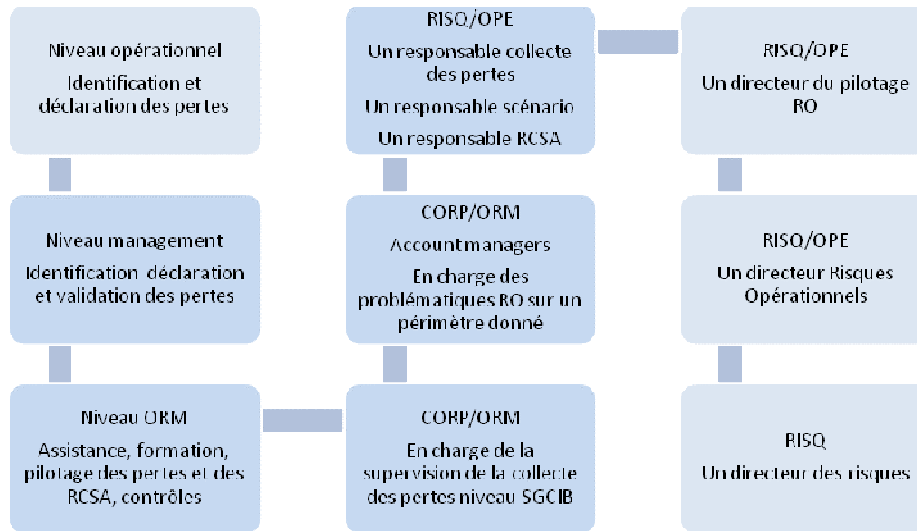 Niveau opérationnel
Identification et
déclaration des pertes
Niveau management
Identification déclaration
et validation des pertes
Niveau ORM
Assistance, formation,
pilotage des pertes et des
RCSA, contrôles
CORP/ORM
En charge de la
supervision de la collecte
des pertes niveau SGCIB
CORP/ORM
Account managers
En charge des
problématiques RO sur un
périmètre donné
RISQ/OPE
Un responsable collecte
des pertes
Un responsable scénario
Un responsable RCSA
RISQ/OPE
Un directeur du pilotage
RO
RISQ/OPE
Un directeur Risques
Opérationnels
RISQ
Un directeur des risques